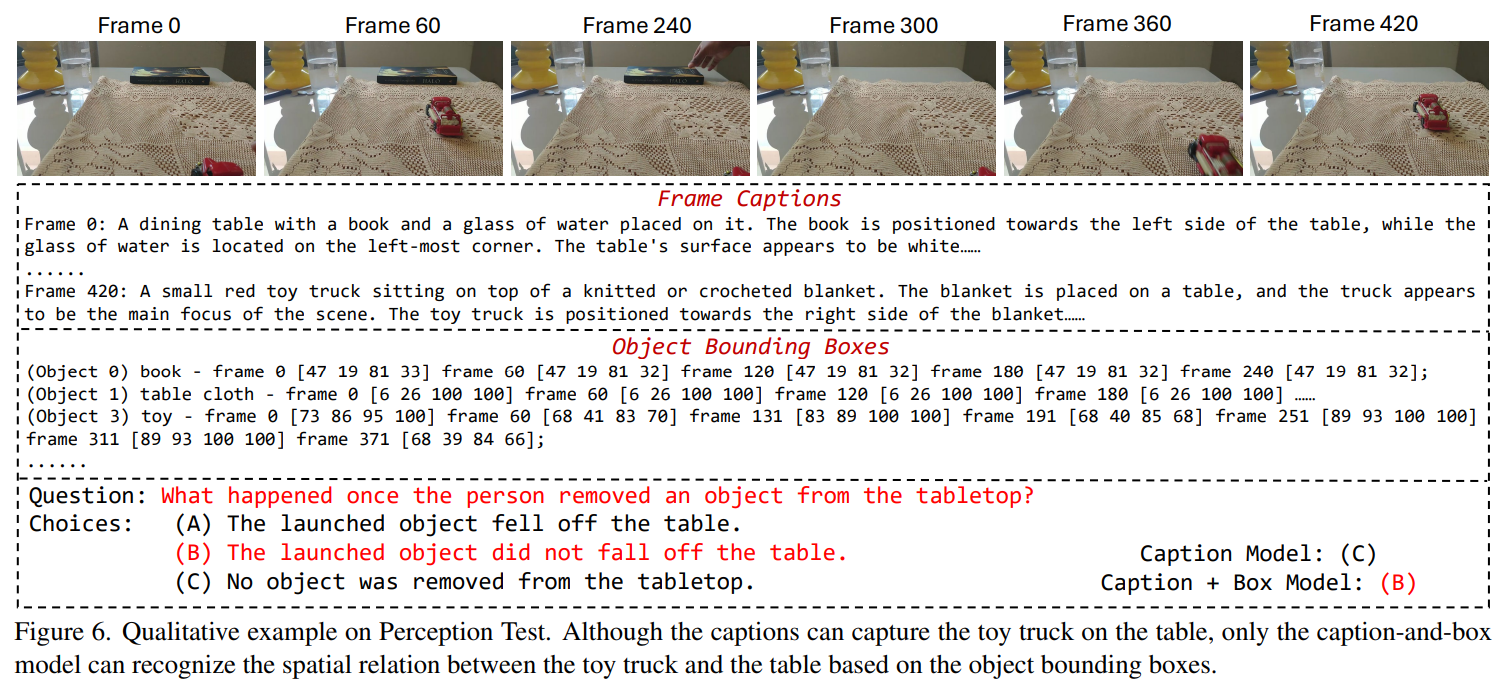 Frame 0 Frame 60 Frame 240 Frame 300 Frame 360 Frame 420
Frame Captions
Frame 0: A dining table with a book and a glass of water placed on it. The book is positioned towards the left side of the table, while the
glass of water is located on the left-most corner. The table's surface appears to be white……
......
Frame 420: A small red toy truck sitting on top of a knitted or crocheted blanket. The blanket is placed on a table, and the truck appears
to be the main focus of the scene. The toy truck is positioned towards the right side of the blanket……
Object Bounding Boxes
(Object 0) book - frame 0 [47 19 81 33] frame 60 [47 19 81 32] frame 120 [47 19 81 32] frame 180 [47 19 81 32] frame 240 [47 19 81 32];
(Object 1) table cloth - frame 0 [6 26 100 100] frame 60 [6 26 100 100] frame 120 [6 26 100 100] frame 180 [6 26 100 100] ……
(Object 3) toy - frame 0 [73 86 95 100] frame 60 [68 41 83 70] frame 131 [83 89 100 100] frame 191 [68 40 85 68] frame 251 [89 93 100 100]
frame 311 [89 93 100 100] frame 371 [68 39 84 66];
......
Question: What happened once the person removed an object from the tabletop?
Choices: (A) The launched object fell off the table.
(B) The launched object did not fall off the table.
(C) No object was removed from the tabletop.
Caption Model: (C)
Caption + Box Model: (B)
Figure 6. Qualitative example on Perception Test. Although the captions can capture the toy truck on the table, only the caption-and-box
model can recognize the spatial relation between the toy truck and the table based on the object bounding boxes.